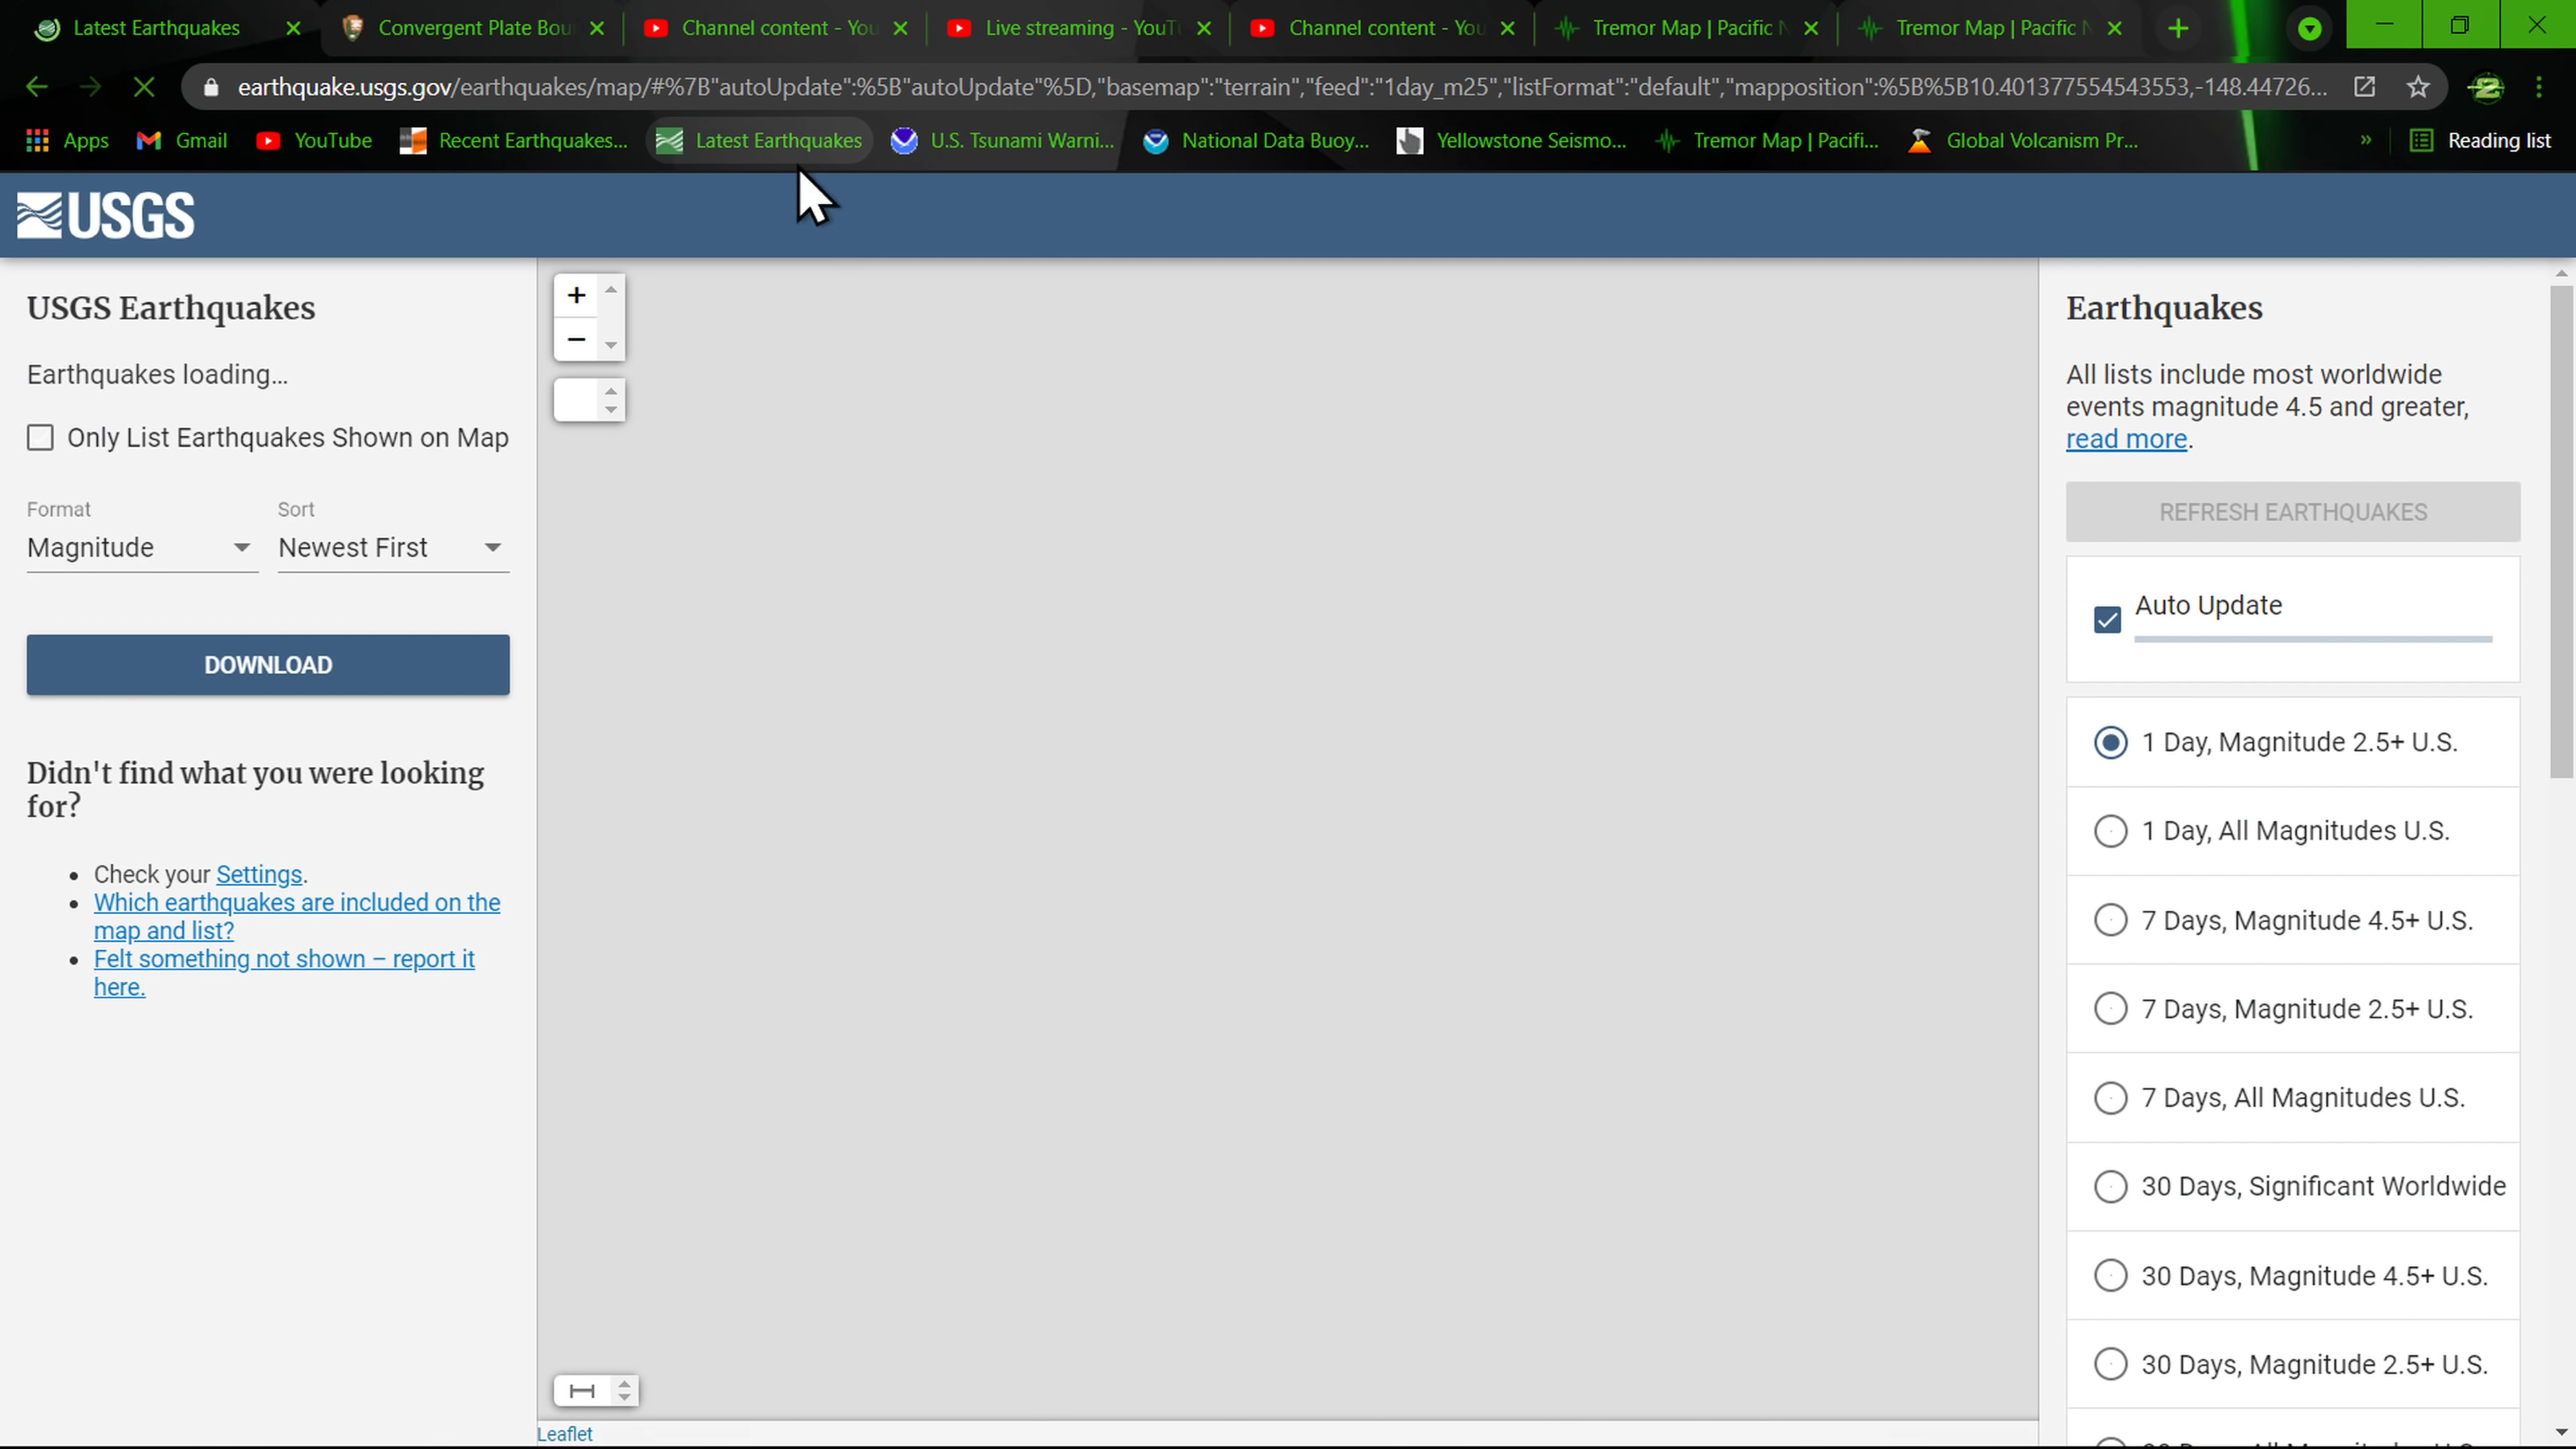 Latest Earthquakes
Convergent Plate Bou
Channel content - You
Live streaming - YouTu
Channel content - You
Tremor Map | Pacific N
Tremor Map | Pacific N
earthquake.usgs.gov/earthquakes/map/#%7B"autoUpdate":%5B"autoUpdate"%5D,"basemap":"terrain","feed":"1day_m25","listFormat":"default","mapposition":%5B%5B10.401377554543553,-148.44726...
Apps
Gmail
YouTube
Recent Earthquakes...
Latest Earthquakes
U.S. Tsunami Warni...
National Data Buoy...
Yellowstone Seismo...
Tremor Map | Pacifi...
Global Volcanism Pr...
»
Reading list
USGS
USGS Earthquakes
Earthquakes loading...
Only List Earthquakes Shown on Map
Format
Magnitude
Sort
Newest First
DOWNLOAD
Didn't find what you were looking
for?
• Check your Settings.
• Which earthquakes are included on the
map and list?
• Felt something not shown – report it
here.
+
−
Leaflet
Earthquakes
All lists include most worldwide
events magnitude 4.5 and greater,
read more.
REFRESH EARTHQUAKES
Auto Update
1 Day, Magnitude 2.5+ U.S.
1 Day, All Magnitudes U.S.
7 Days, Magnitude 4.5+ U.S.
7 Days, Magnitude 2.5+ U.S.
7 Days, All Magnitudes U.S.
30 Days, Significant Worldwide
30 Days, Magnitude 4.5+ U.S.
30 Days, Magnitude 2.5+ U.S.